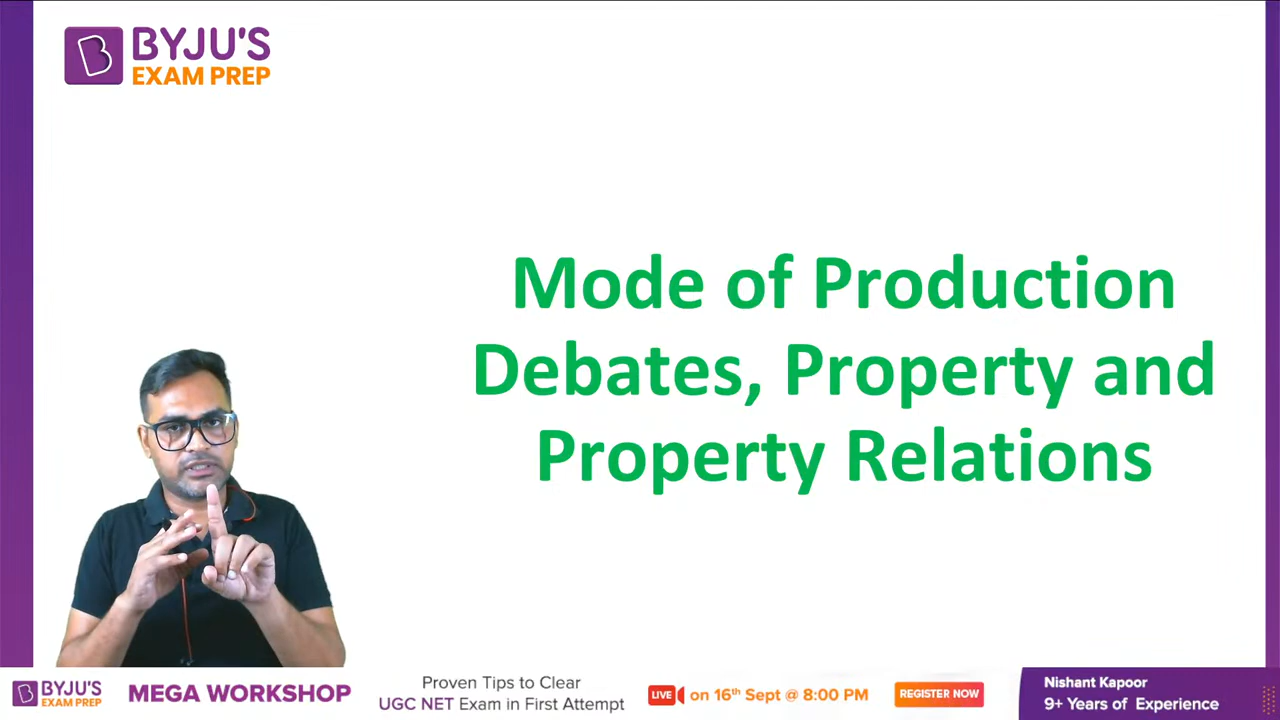 BYJU'S
EXAM PREP
Mode of Production
Debates, Property and
Property Relations
BYJU'S
EXAM PREP
MEGA WORKSHOP
Proven Tips to Clear
UGC NET Exam in First Attempt
LIVE
on 16th Sept @ 8:00 PM
REGISTER NOW
Nishant Kapoor
9+ Years of Experience